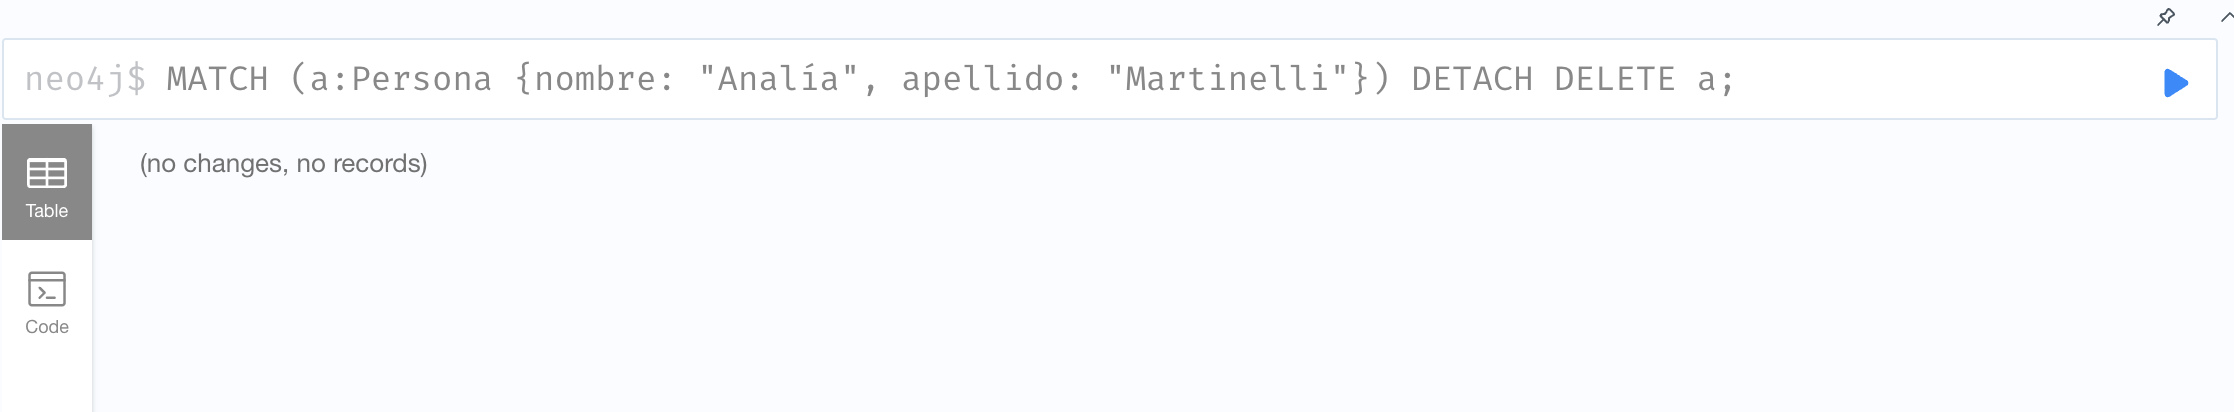 neo4j$ MATCH (a:Persona {nombre: "Analía", apellido: "Martinelli"}) DETACH DELETE a;
(no changes, no records)
Table
Code